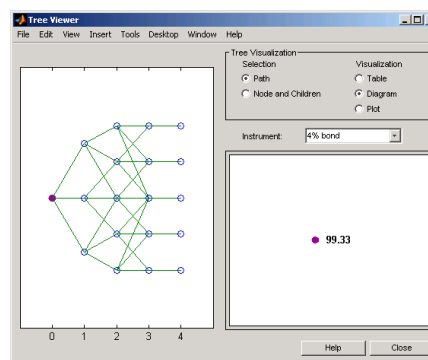 Tree Viewer
File Edit View Insert Tools Desktop Window Help
Tree Visualization
Selection Visualization
Path Table
Node and Children Diagram
Plot
Instrument: 4% bond
99.33
0 1 2 3 4
Help Close